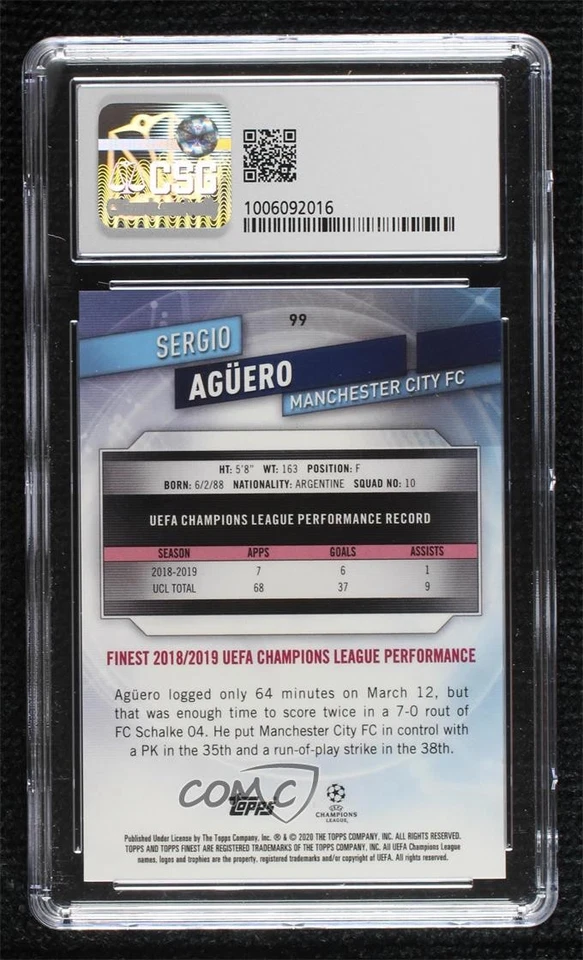 CSG
1006092016
99
SERGIO
AGÜERO
MANCHESTER CITY FC
HT: 5'8" WT: 163 POSITION: F
BORN: 6/2/88 NATIONALITY: ARGENTINE SQUAD NO: 10
UEFA CHAMPIONS LEAGUE PERFORMANCE RECORD
SEASON APPS GOALS ASSISTS
2018-2019 7 6 1
UCL TOTAL 68 37 9
FINEST 2018/2019 UEFA CHAMPIONS LEAGUE PERFORMANCE
Agüero logged only 64 minutes on March 12, but
that was enough time to score twice in a 7-0 rout of
FC Schalke 04. He put Manchester City FC in control with
a PK in the 35th and a run-of-play strike in the 38th.
COMC
Topps
CHAMPIONS
LEAGUE
Published Under License by The Topps Company, Inc. ® & © 2020 THE TOPPS COMPANY, INC. ALL RIGHTS RESERVED.
TOPPS AND TOPPS FINEST ARE REGISTERED TRADEMARKS OF THE TOPPS COMPANY, INC. All UEFA Champions League
names, logos and trophies are the property, registered trademarks and/or copyright of UEFA. All rights reserved.